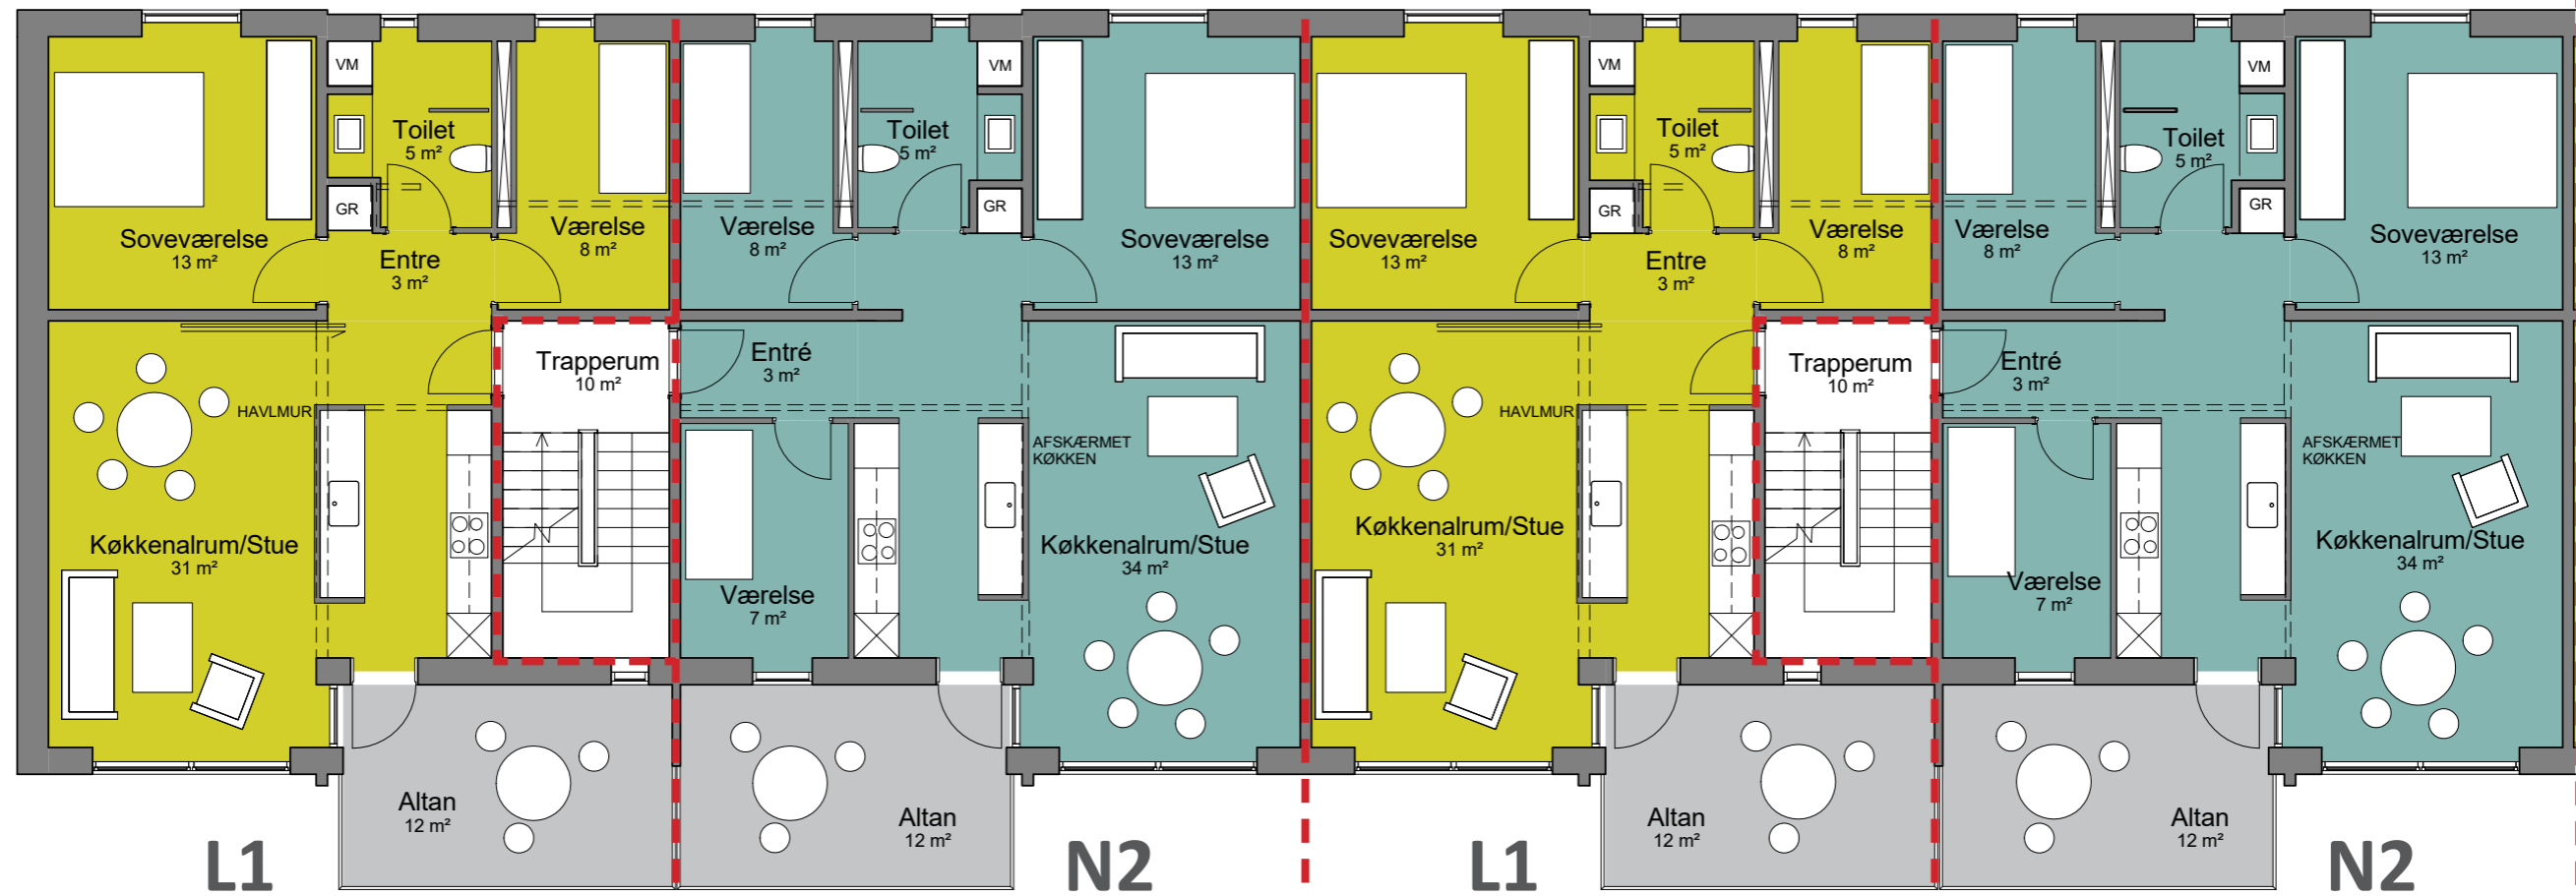 VM
Toilet
5 m²
GR
Soveværelse
13 m²
Entre
3 m²
Værelse
8 m²
Trapperum
10 m²
HAVLMUR
Køkkenalrum/Stue
31 m²
Altan
12 m²
L1
Værelse
8 m²
Toilet
5 m²
VM
GR
Soveværelse
13 m²
Entré
3 m²
AFSKÆRMET
KØKKEN
Værelse
7 m²
Køkkenalrum/Stue
34 m²
Altan
12 m²
N2
VM
Toilet
5 m²
GR
Soveværelse
13 m²
Entre
3 m²
Værelse
8 m²
Trapperum
10 m²
HAVLMUR
Køkkenalrum/Stue
31 m²
Altan
12 m²
L1
Værelse
8 m²
Toilet
5 m²
VM
GR
Soveværelse
13 m²
Entré
3 m²
AFSKÆRMET
KØKKEN
Værelse
7 m²
Køkkenalrum/Stue
34 m²
Altan
12 m²
N2